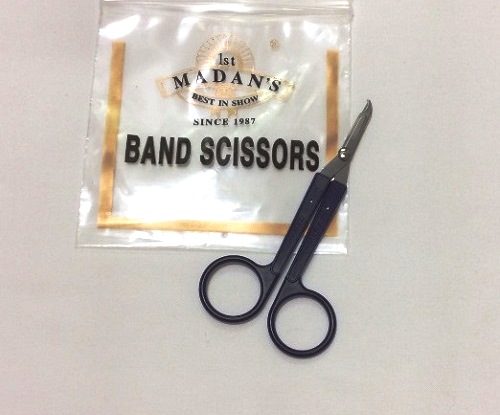 1st
®
MADAN'S
BEST IN SHOW
SINCE 1987
BAND SCISSORS